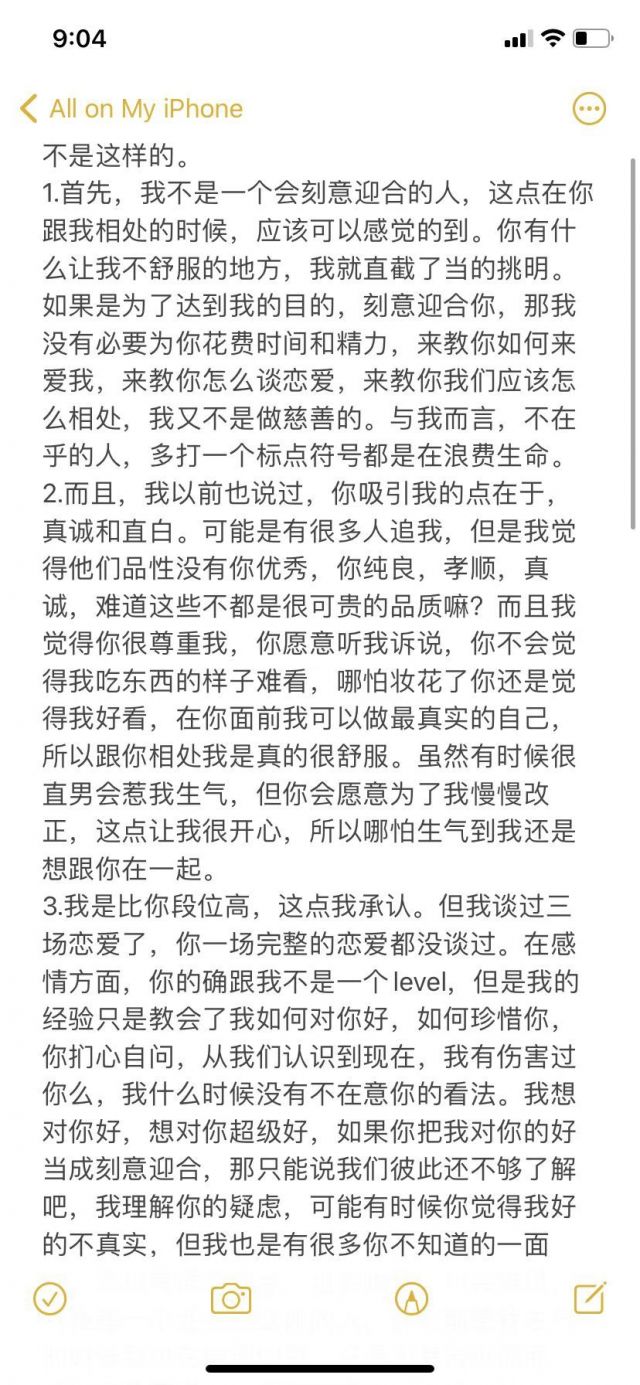 9:04
All on My iPhone
不是这样的。
1.首先，我不是一个会刻意迎合的人，这点在你
跟我相处的时候，应该可以感觉的到。你有什
么让我不舒服的地方，我就直截了当的挑明。
如果是为了达到我的目的，刻意迎合你，那我
没有必要为你花费时间和精力，来教你如何来
爱我，来教你怎么谈恋爱，来教你我们应该怎
么相处，我又不是做慈善的。与我而言，不在
乎的人，多打一个标点符号都是在浪费生命。
2.而且，我以前也说过，你吸引我的点在于，
真诚和直白。可能是有很多人追我，但是我觉
得他们品性没有你优秀，你纯良，孝顺，真
诚，难道这些不都是很可贵的品质嘛？而且我
觉得你很尊重我，你愿意听我诉说，你不会觉
得我吃东西的样子难看，哪怕妆花了你还是觉
得我好看，在你面前我可以做最真实的自己，
所以跟你相处我是真的很舒服。虽然有时候很
直男会惹我生气，但你会愿意为了我慢慢改
正，这点让我很开心，所以哪怕生气到我还是
想跟你在一起。
3.我是比你段位高，这点我承认。但我谈过三
场恋爱了，你一场完整的恋爱都没谈过。在感
情方面，你的确跟我不是一个level，但是我的
经验只是教会了我如何对你好，如何珍惜你，
你扪心自问，从我们认识到现在，我有伤害过
你么，我什么时候没有不在意你的看法。我想
对你好，想对你超级好，如果你把我对你的好
当成刻意迎合，那只能说我们彼此还不够了解
吧，我理解你的疑虑，可能有时候你觉得我好
的不真实，但我也是有很多你不知道的一面